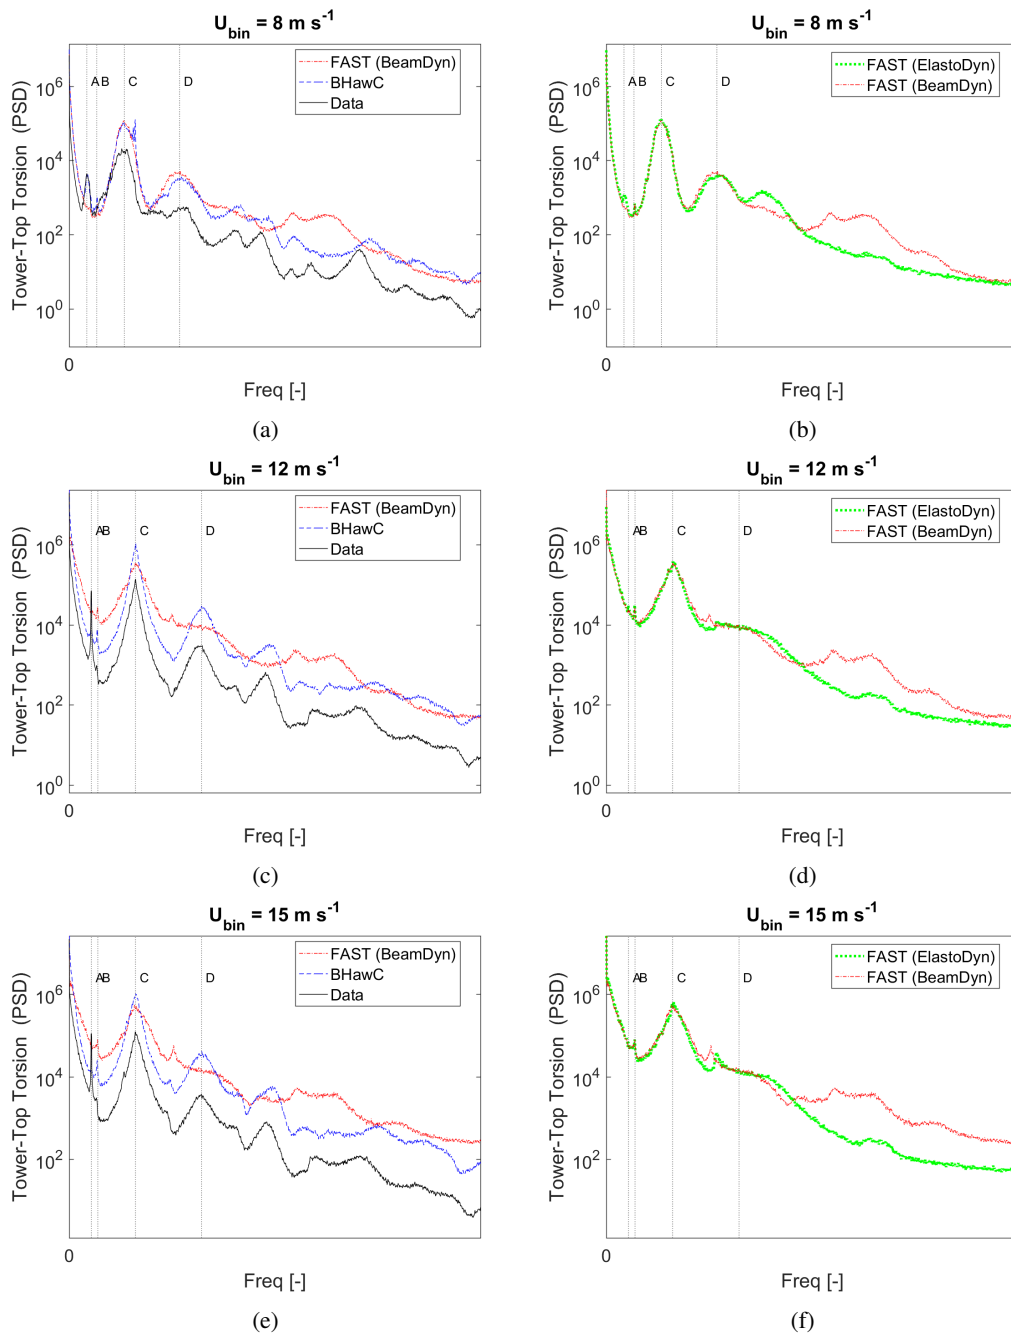 U_bin = 8 m s^-1
Tower-Top Torsion (PSD)
10^6
10^4
10^2
10^0
A B C D
FAST (BeamDyn)
BHawC
Data
0
Freq [-]
(a)
U_bin = 8 m s^-1
Tower-Top Torsion (PSD)
10^6
10^4
10^2
10^0
A B C D
FAST (ElastoDyn)
FAST (BeamDyn)
0
Freq [-]
(b)
U_bin = 12 m s^-1
Tower-Top Torsion (PSD)
10^6
10^4
10^2
10^0
A B C D
FAST (BeamDyn)
BHawC
Data
0
Freq [-]
(c)
U_bin = 12 m s^-1
Tower-Top Torsion (PSD)
10^6
10^4
10^2
10^0
A B C D
FAST (ElastoDyn)
FAST (BeamDyn)
0
Freq [-]
(d)
U_bin = 15 m s^-1
Tower-Top Torsion (PSD)
10^6
10^4
10^2
A B C D
FAST (BeamDyn)
BHawC
Data
0
Freq [-]
(e)
U_bin = 15 m s^-1
Tower-Top Torsion (PSD)
10^6
10^4
10^2
A B C D
FAST (ElastoDyn)
FAST (BeamDyn)
0
Freq [-]
(f)